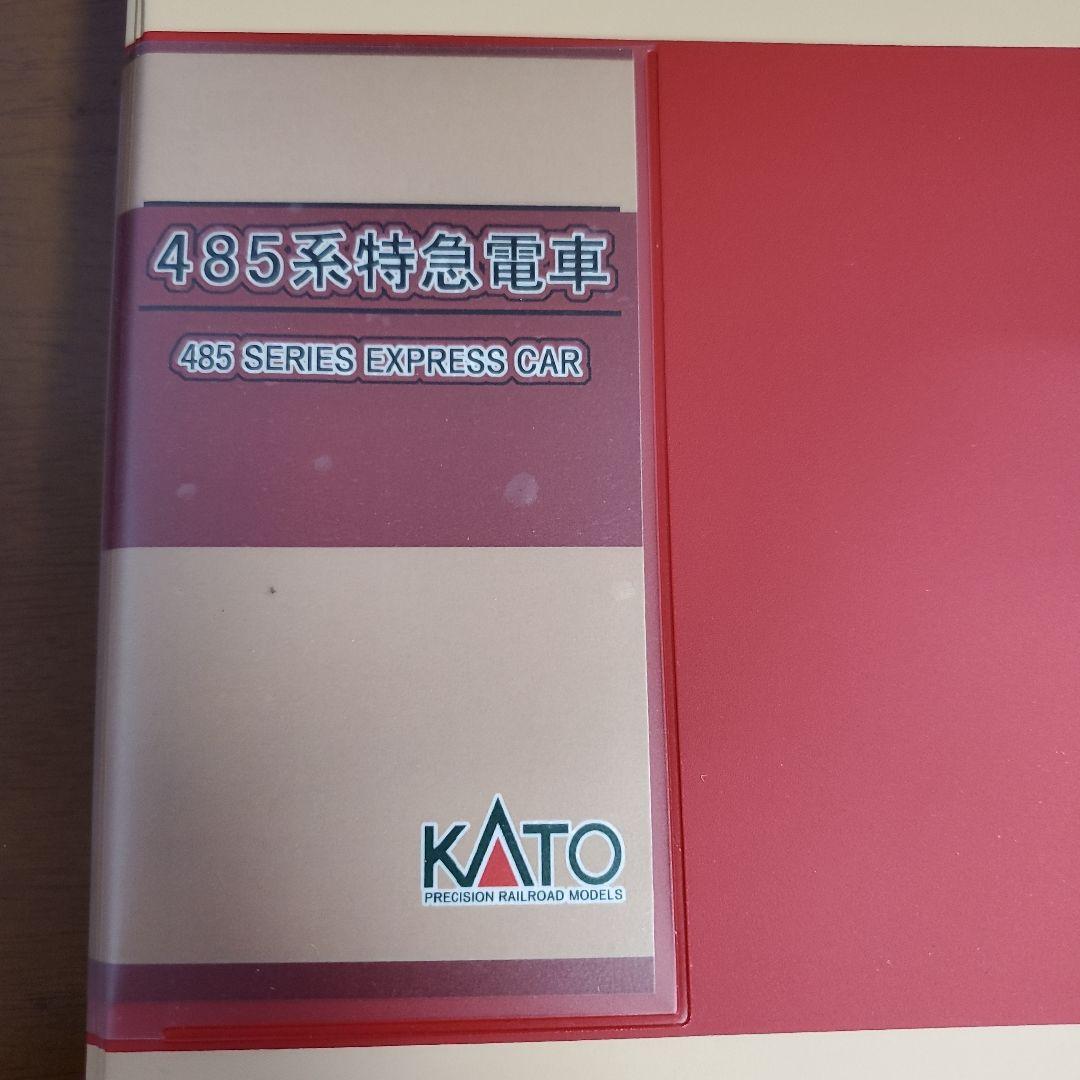 485系特急電車
485 SERIES EXPRESS CAR
KATO
PRECISION RAILROAD MODELS